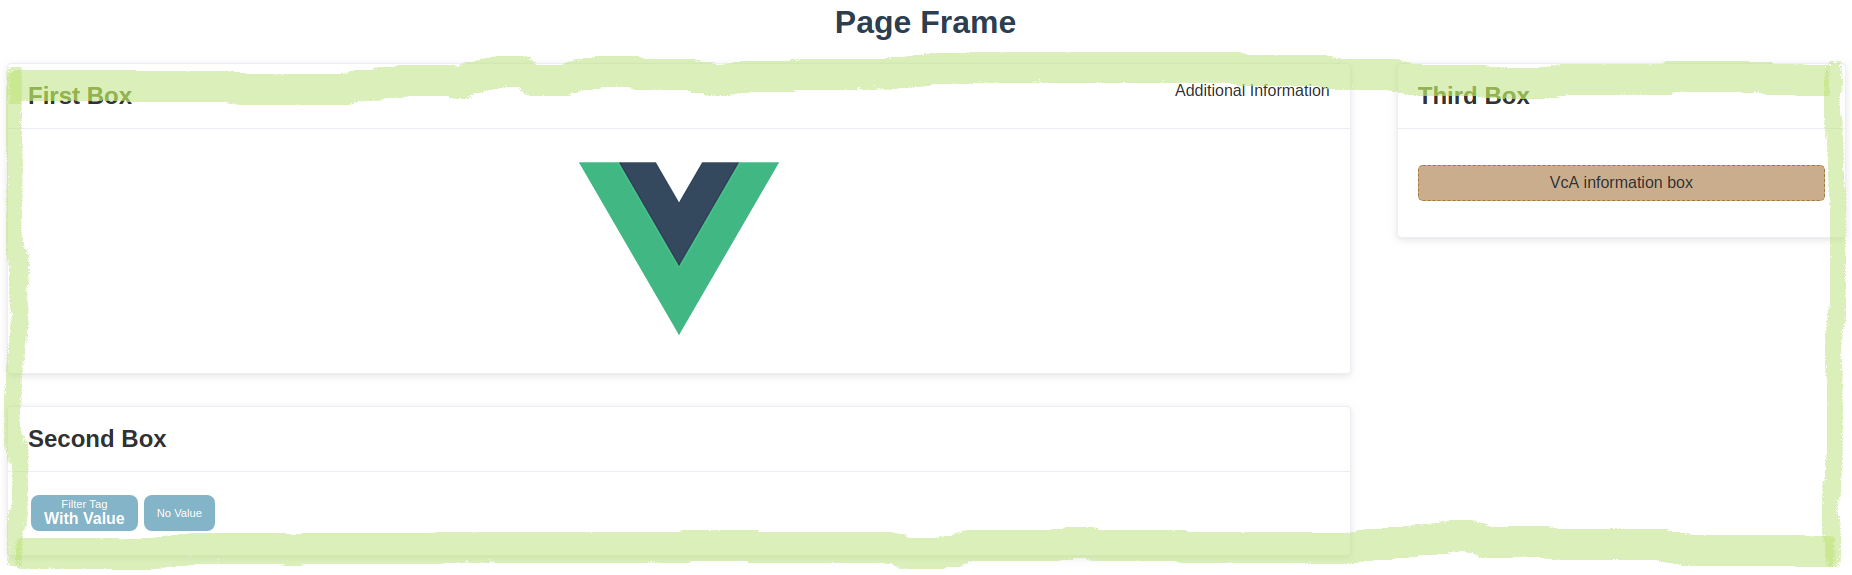 Page Frame
First Box
Additional Information
Third Box
VcA information box
Second Box
Filter Tag
With Value
No Value